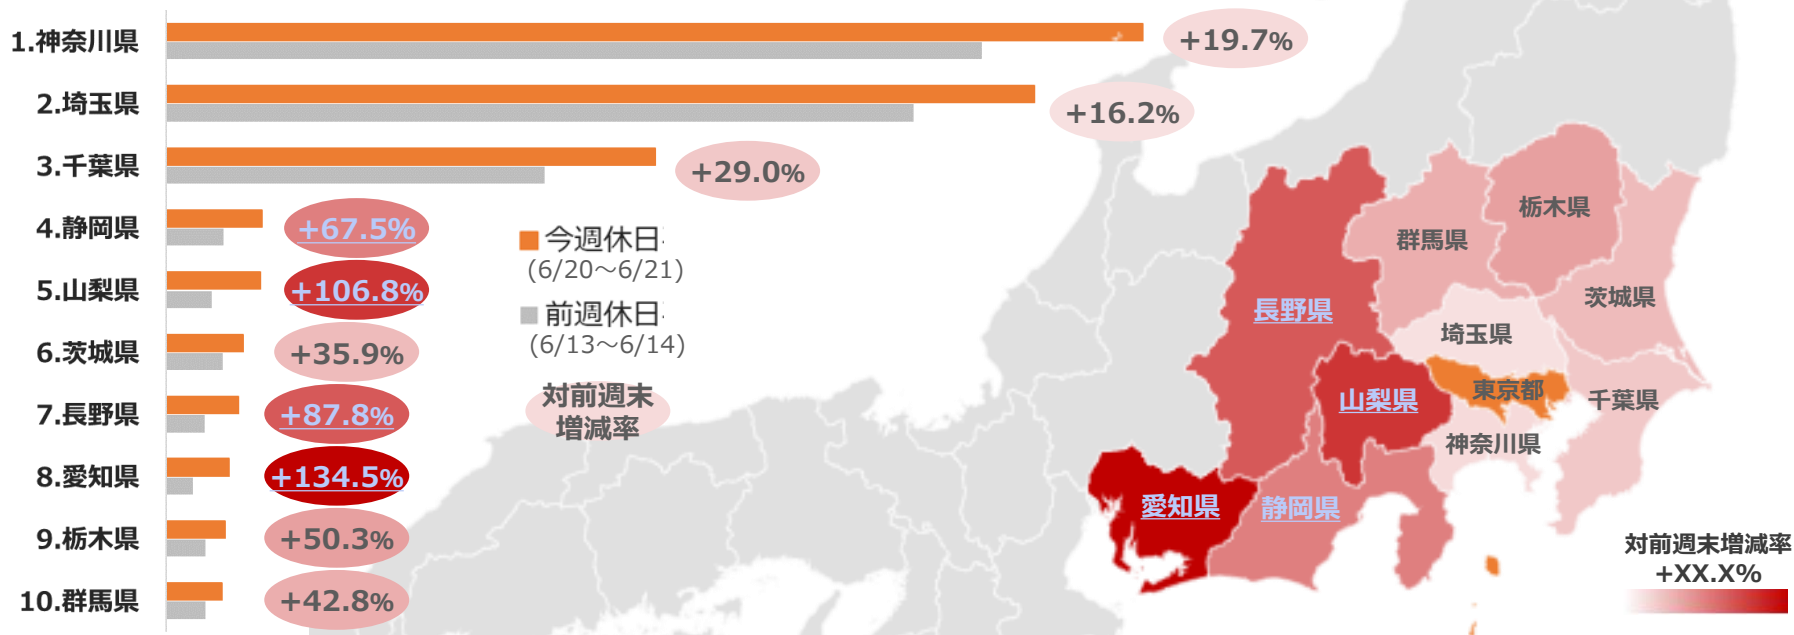 1.神奈川県
+19.7%
2.埼玉県
+16.2%
3.千葉県
+29.0%
4.静岡県
+67.5%
5.山梨県
+106.8%
6.茨城県
+35.9%
7.長野県
+87.8%
8.愛知県
+134.5%
9.栃木県
+50.3%
10.群馬県
+42.8%
今週休日
(6/20～6/21)
前週休日
(6/13～6/14)
対前週末
増減率
栃木県
群馬県
茨城県
長野県
埼玉県
東京都
山梨県
千葉県
神奈川県
愛知県
静岡県
対前週末増減率
+XX.X%